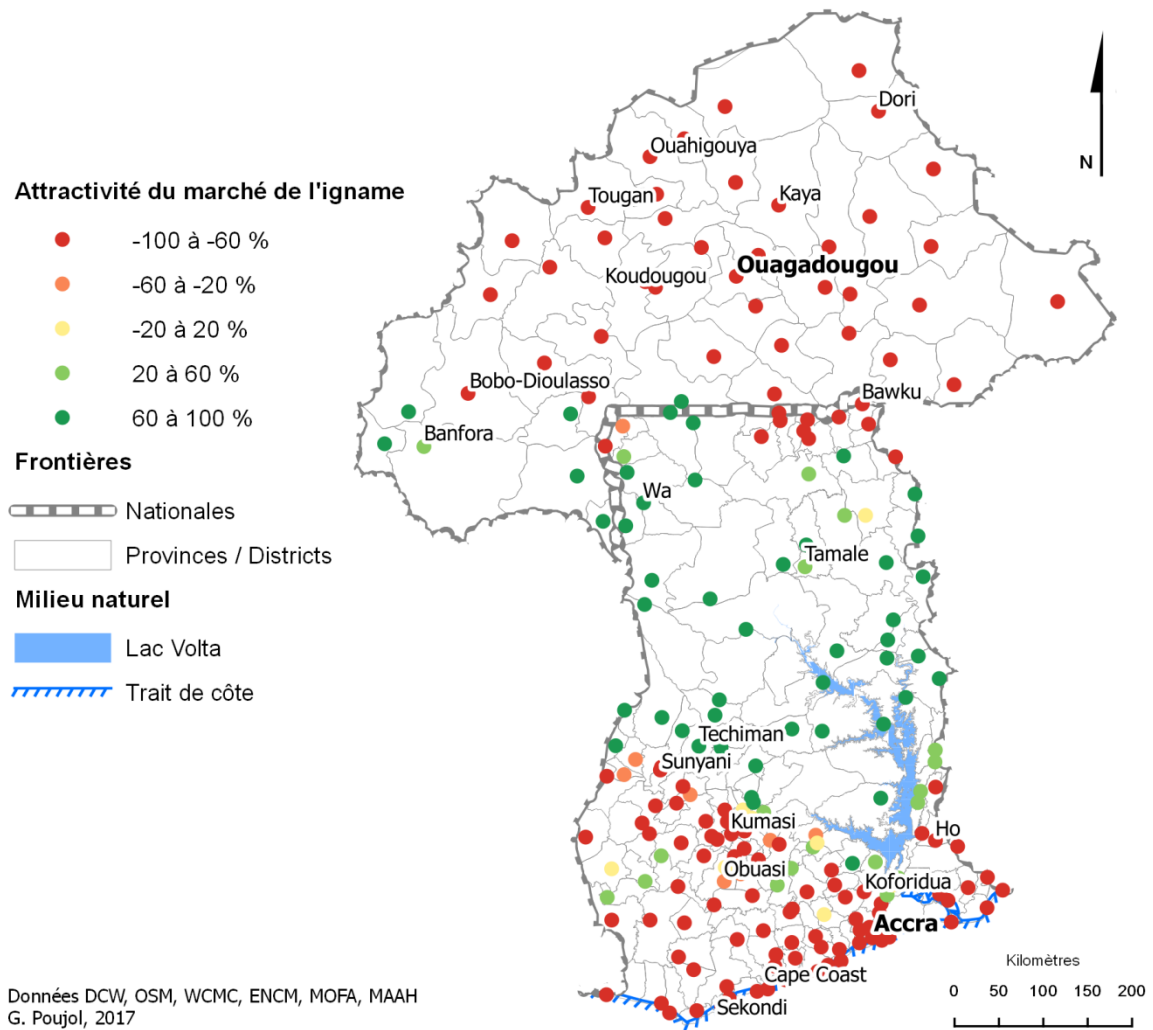 Dori
Ouahigouya
N
Attractivité du marché de l'igname
Tougan
Kaya
-100 à -60 %
Ouagadougou
-60 à -20 %
Koudougou
-20 à 20 %
20 à 60 %
Bobo-Dioulasso
Bawku
60 à 100 %
Banfora
Frontières
Wa
Nationales
Provinces / Districts
Tamale
Milieu naturel
Lac Volta
Trait de côte
Techiman
Sunyani
Kumasi
Ho
Obuasi
Koforidua
Accra
Kilomètres
Cape Coast
Données DCW, OSM, WCMC, ENCM, MOFA, MAAH
0 50 100 150 200
Sekondi
G. Poujol, 2017